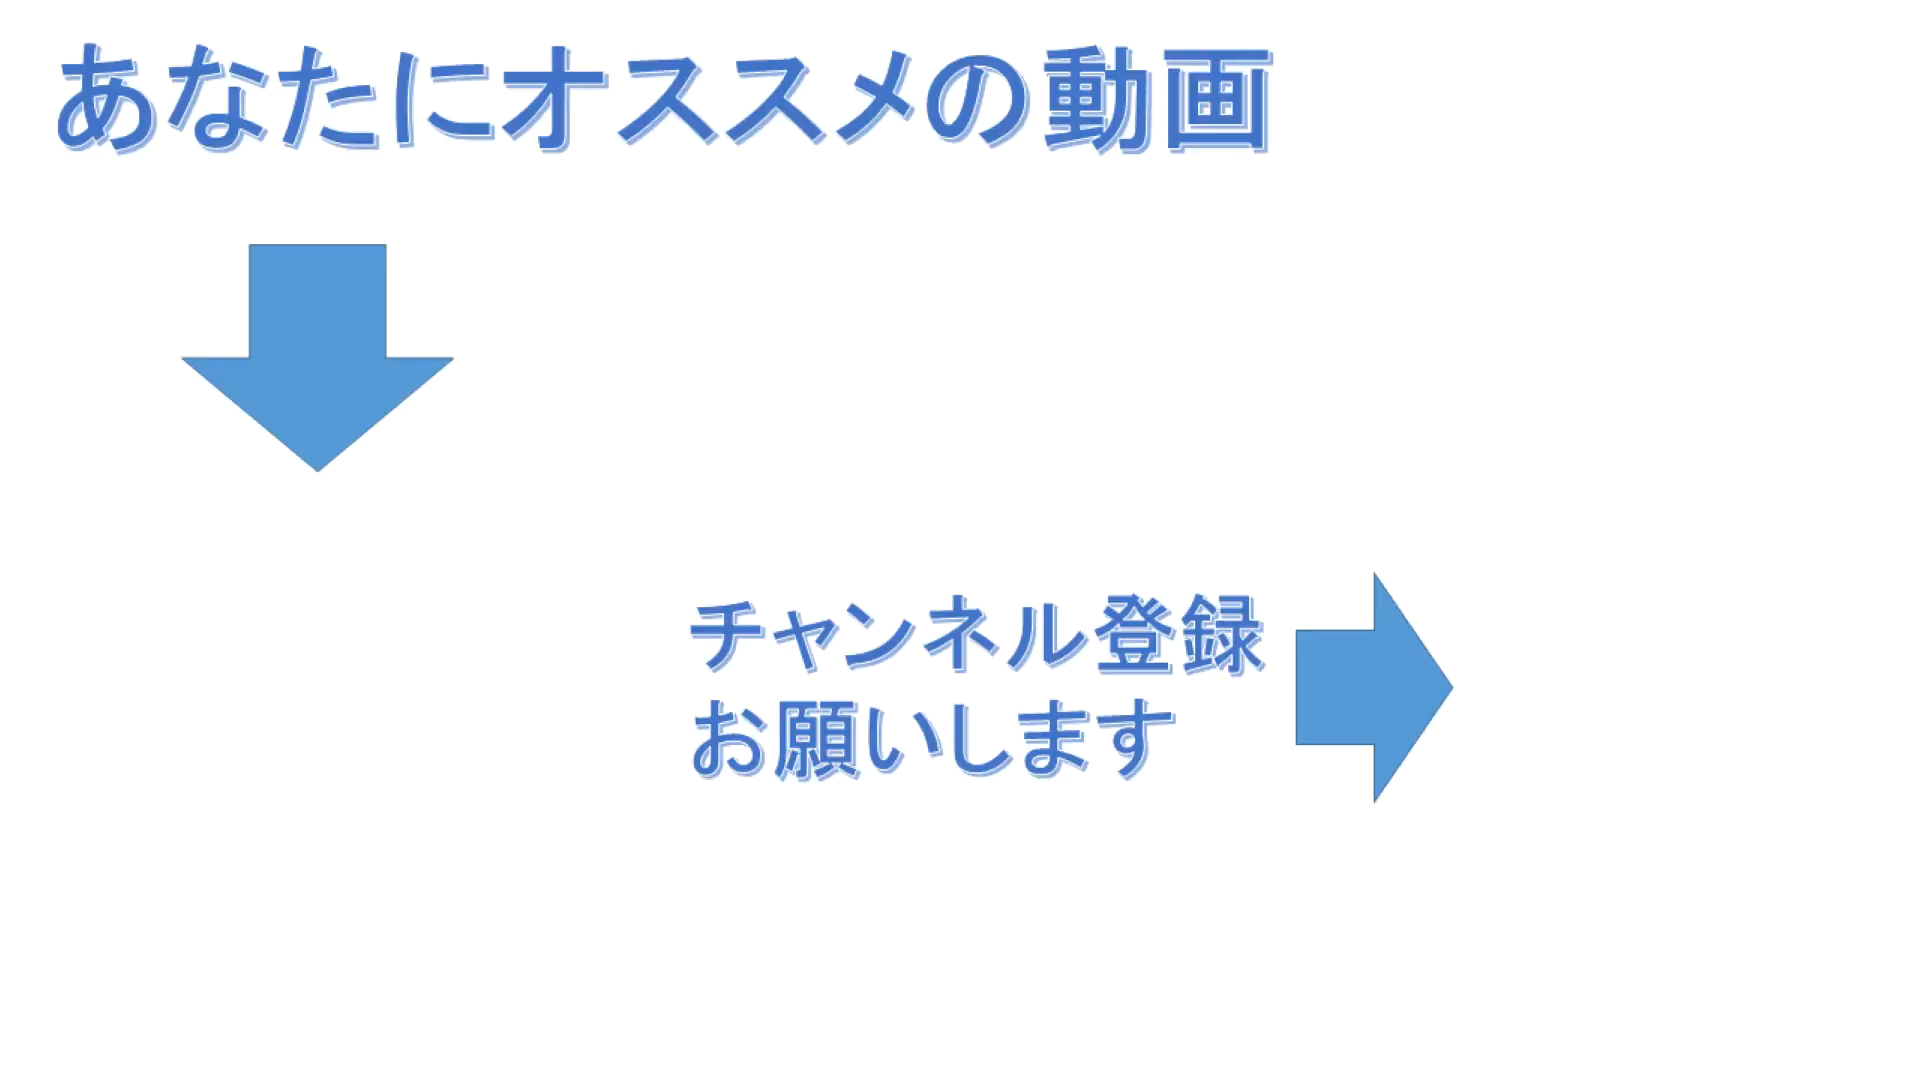 あなたにオススメの動画
チャンネル登録
お願いします